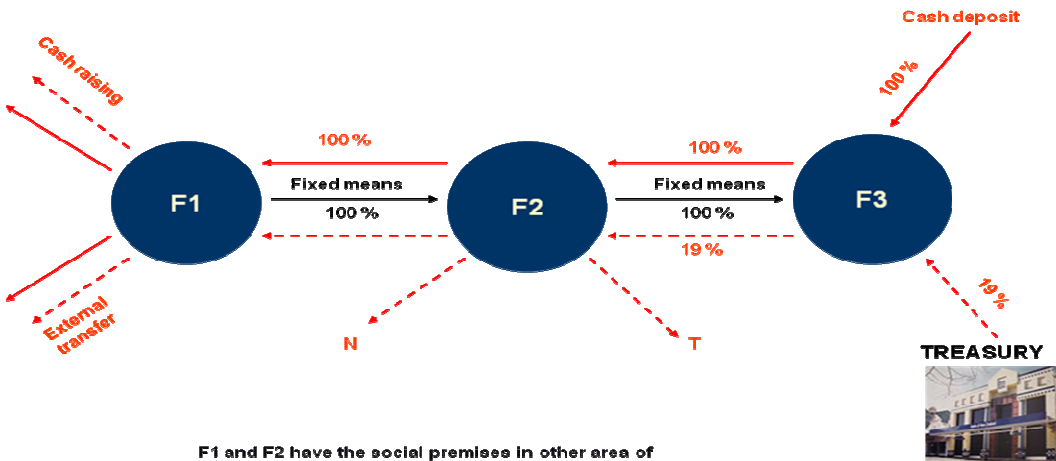 Cash deposit
Cash raising
100 %
100 %
100 %
F1
Fixed means
100 %
F2
Fixed means
100 %
F3
19 %
19 %
External
transfer
N
T
TREASURY
F1 and F2 have the social premises in other area of